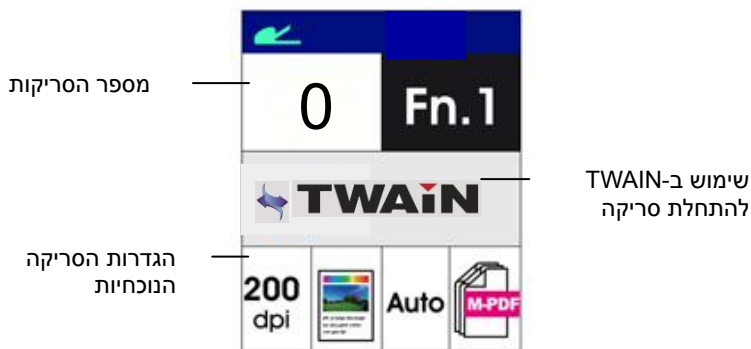 מספר הסריקות
0
Fn.1
TWAIN
שימוש ב-TWAIN
להתחלת סריקה
הגדרות הסריקה
הנוכחיות
200
dpi
Auto
M-PDF